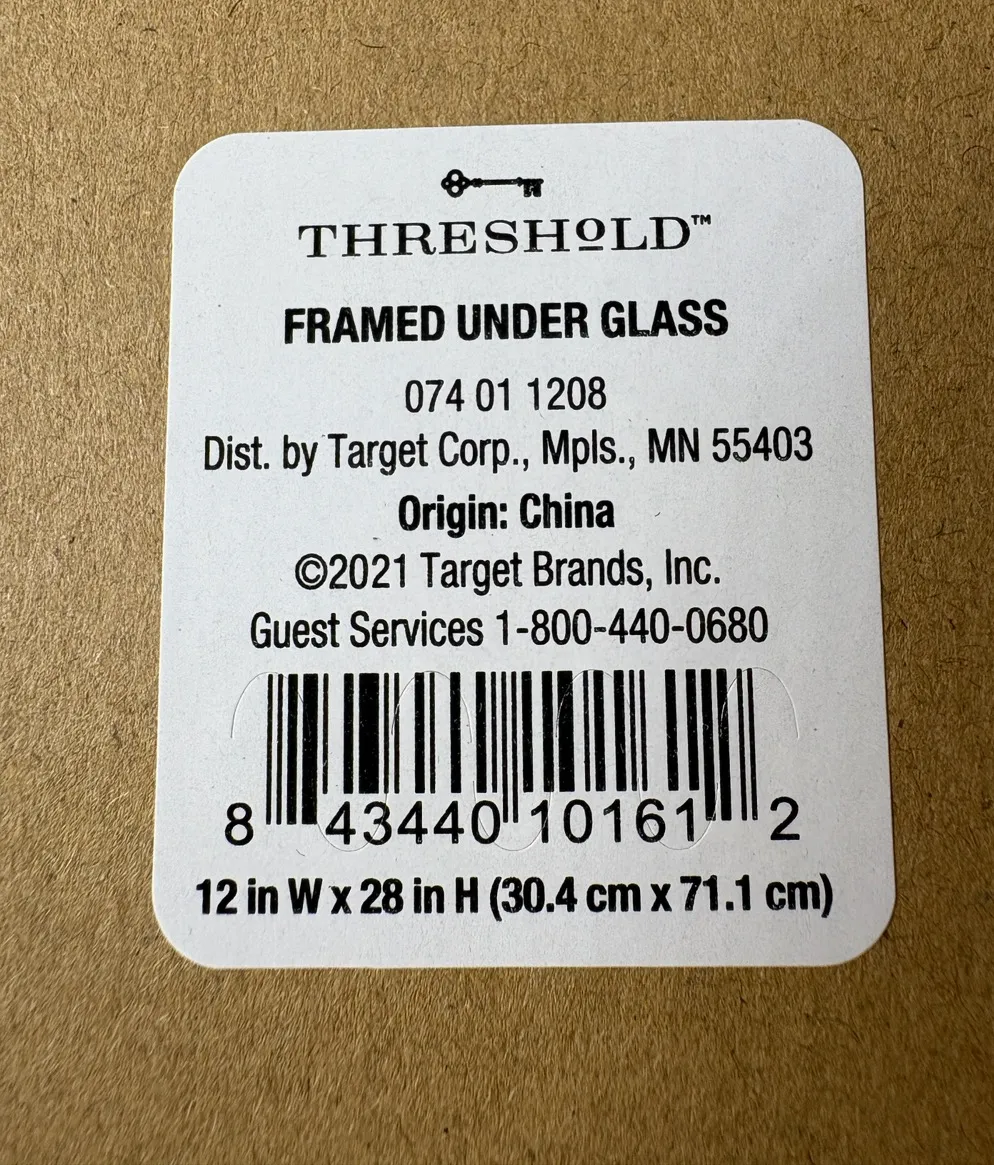 THRESHOLD™
FRAMED UNDER GLASS
074 01 1208
Dist. by Target Corp., Mpls., MN 55403
Origin: China
©2021 Target Brands, Inc.
Guest Services 1-800-440-0680
8 43440 10161 2
12 in W x 28 in H (30.4 cm x 71.1 cm)